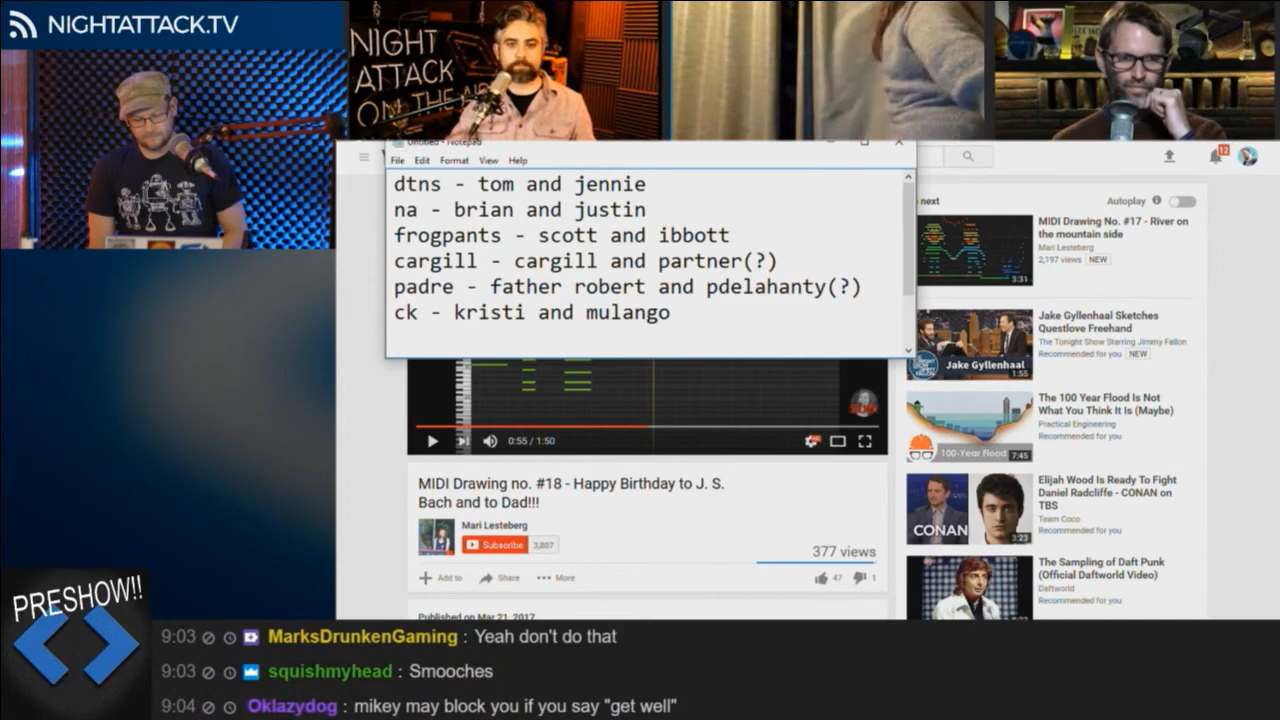 NIGHTATTACK.TV
NIGHT
ATTACK
ON THE AIR
Untitled - Notepad
File Edit Format View Help
dtns - tom and jennie
na - brian and justin
frogpants - scott and ibbott
cargill - cargill and partner(?)
padre - father robert and pdelahanty(?)
ck - kristi and mulango
12
next
Autoplay
MIDI Drawing No. #17 - River on
the mountain side
Mari Lesteberg
2,197 views NEW
3:31
Jake Gyllenhaal Sketches
Questlove Freehand
The Tonight Show Starring Jimmy Fallon
Recommended for you NEW
Jake Gyllenhaal
1:55
The 100 Year Flood Is Not
What You Think It Is (Maybe)
Practical Engineering
Recommended for you
100-Year Flood 7:45
Elijah Wood Is Ready To Fight
Daniel Radcliffe - CONAN on
TBS
Team Coco
Recommended for you
CONAN
3:23
The Sampling of Daft Punk
(Official Daftworld Video)
Daftworld
Recommended for you
0:55 / 1:50
MIDI Drawing no. #18 - Happy Birthday to J. S.
Bach and to Dad!!!
Mari Lesteberg
Subscribe 3,807
377 views
Add to Share More
47 1
Published on Mar 21, 2017
PRESHOW!!
9:03 MarksDrunkenGaming : Yeah don't do that
9:03 squishmyhead : Smooches
9:04 Oklazydog : mikey may block you if you say "get well"